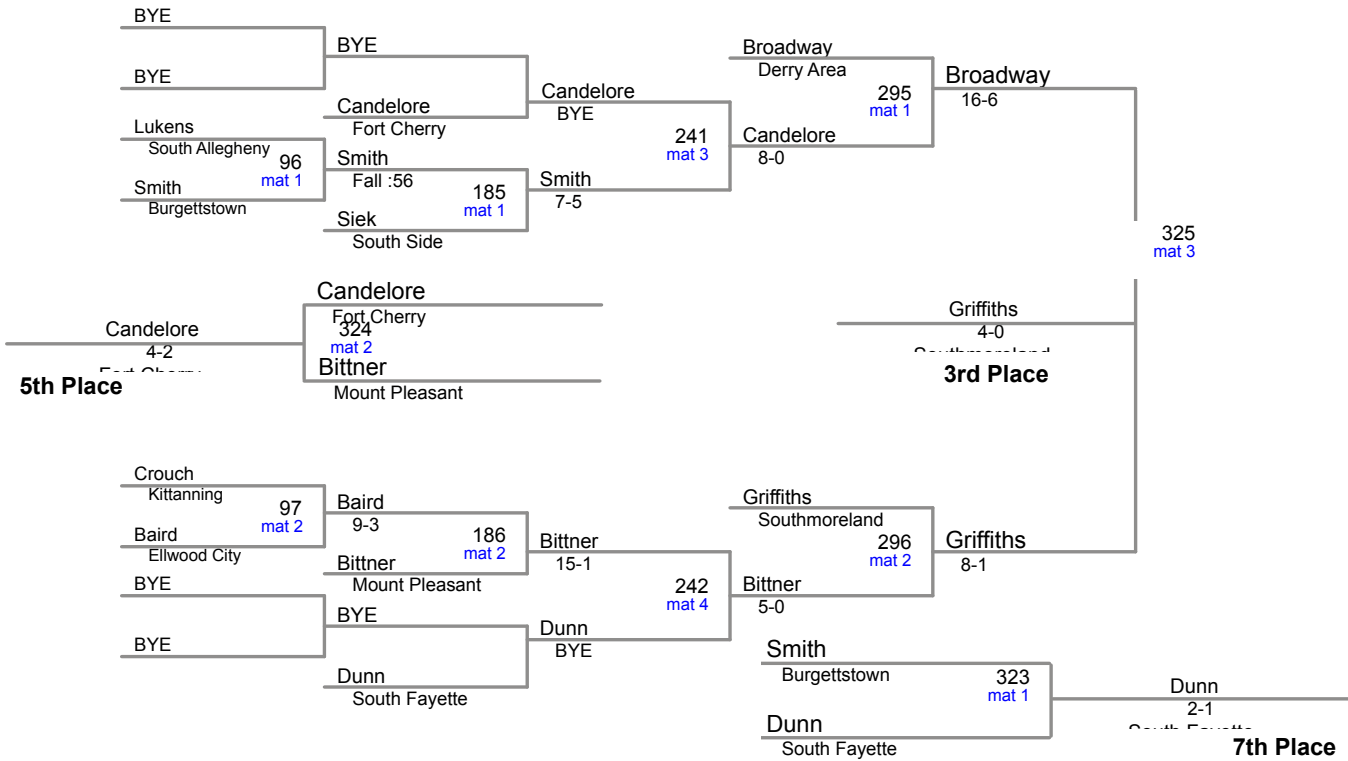 BYE
BYE
BYE
Candelore
Fort Cherry
Candelore
BYE
Lukens
South Allegheny
96
mat 1
Smith
Burgettstown
Smith
Fall :56
185
mat 1
Siek
South Side
Smith
7-5
241
mat 3
Broadway
Derry Area
295
mat 1
Candelore
8-0
Broadway
16-6
325
mat 3
Candelore
Fort Cherry
324
mat 2
Bittner
Mount Pleasant
Candelore
4-2
5th Place
Griffiths
4-0
3rd Place
Crouch
Kittanning
97
mat 2
Baird
Ellwood City
Baird
9-3
186
mat 2
Bittner
Mount Pleasant
Bittner
15-1
BYE
BYE
BYE
Dunn
South Fayette
Dunn
BYE
242
mat 4
Griffiths
Southmoreland
296
mat 2
Bittner
5-0
Griffiths
8-1
Smith
Burgettstown
323
mat 1
Dunn
South Fayette
Dunn
2-1
7th Place